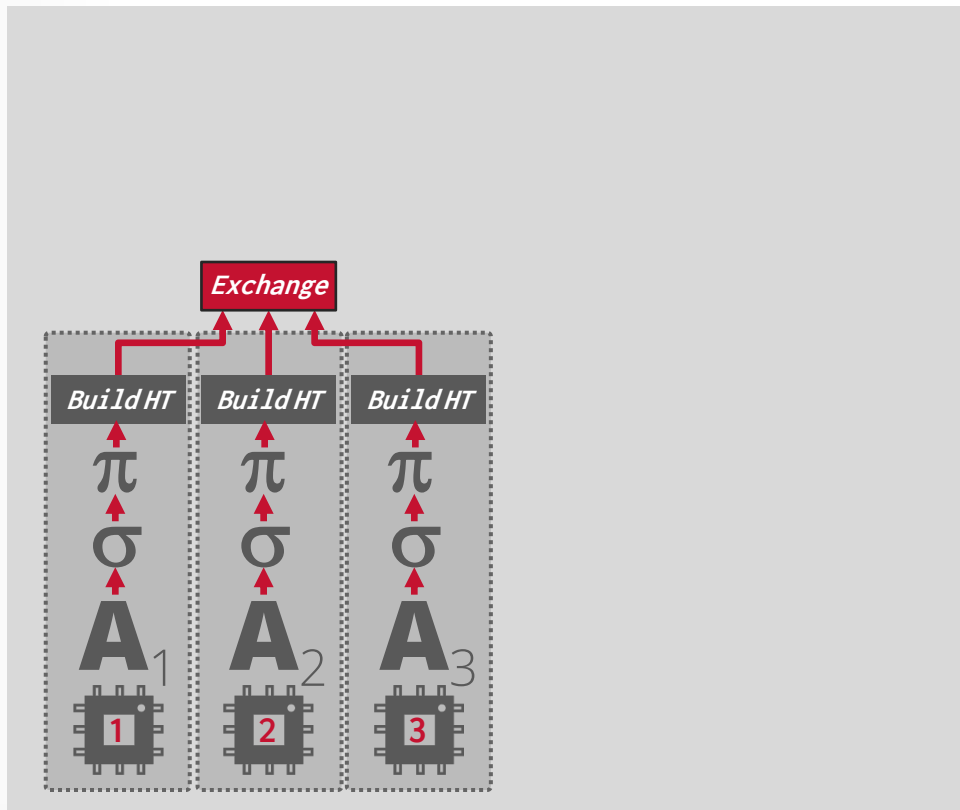 Exchange
Build HT Build HT Build HT
π π π
σ σ σ
A1 A2 A3
1 2 3